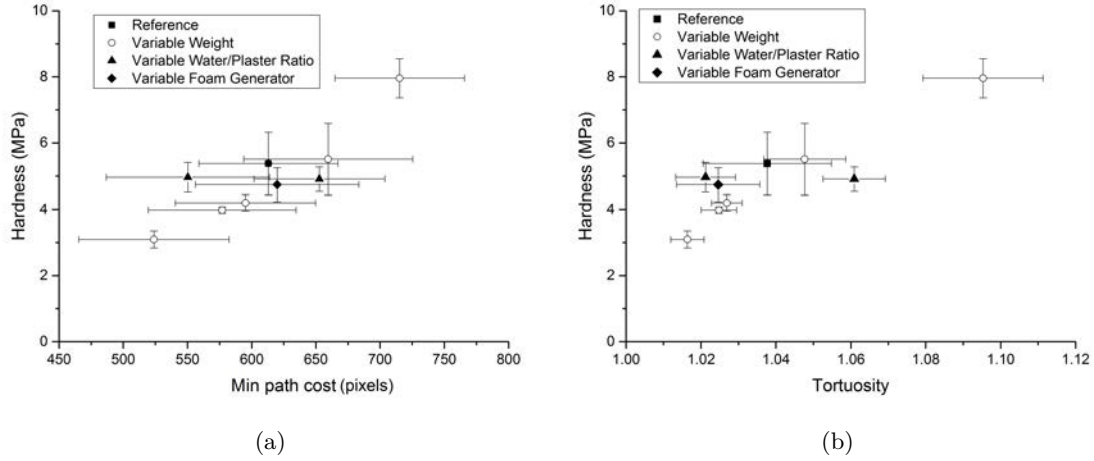 Reference
Variable Weight
Variable Water/Plaster Ratio
Variable Foam Generator
Hardness (MPa)
10
8
6
4
2
0
450 500 550 600 650 700 750 800
Min path cost (pixels)
(a)
Reference
Variable Weight
Variable Water/Plaster Ratio
Variable Foam Generator
Hardness (MPa)
10
8
6
4
2
0
1.00 1.02 1.04 1.06 1.08 1.10 1.12
Tortuosity
(b)